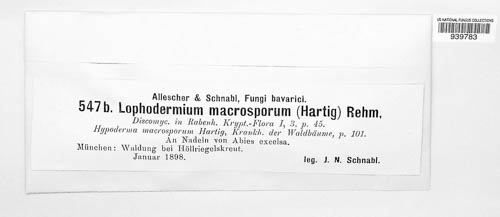 US NATIONAL FUNGUS COLLECTIONS
939783
Allescher & Schnabl, Fungi bavarici.
547b. Lophodermium macrosporum (Hartig) Rehm,
Discomyc. in Rabenh. Krypt.-Flora I, 3, p. 45.
Hypoderma macrosporum Hartig, Krankh. der Waldbäume, p. 101.
An Nadeln von Abies excelsa.
München: Waldung bei Höllriegelskreut.
Januar 1898.
leg. J. N. Schnabl.